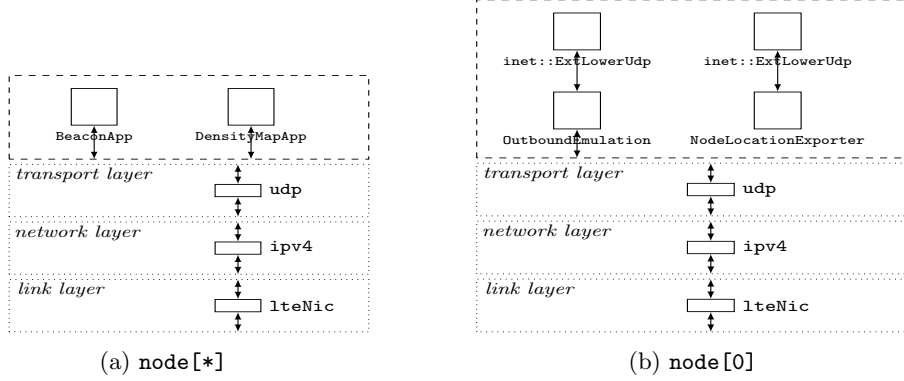 BeaconApp
DensityMapApp
transport layer
udp
network layer
ipv4
link layer
lteNic
(a) node[*]
inet::ExtLowerUdp
inet::ExtLowerUdp
OutboundEmulation
NodeLocationExporter
transport layer
udp
network layer
ipv4
link layer
lteNic
(b) node[0]